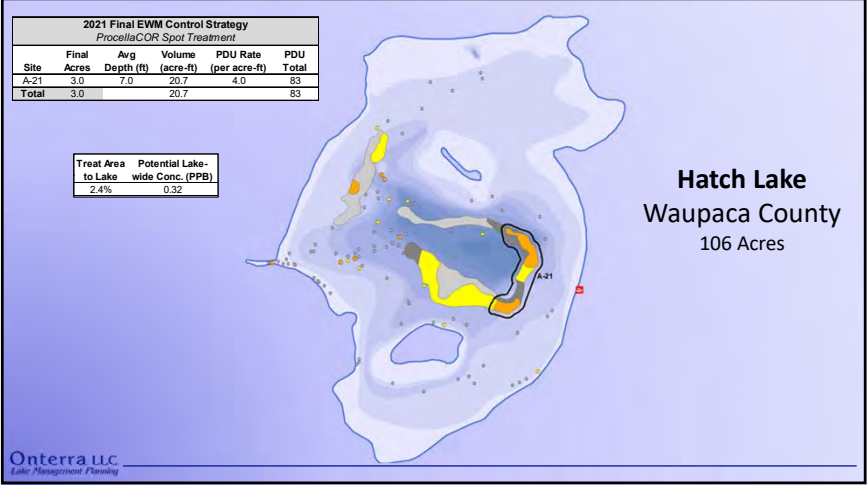 2021 Final EWM Control Strategy
ProcellaCOR Spot Treatment
Site Final Acres Avg Depth (ft) Volume (acre-ft) PDU Rate (per acre-ft) PDU Total
A-21 3.0 7.0 20.7 4.0 83
Total 3.0 20.7 83
Treat Area to Lake Potential Lake-wide Conc. (PPB)
2.4% 0.32
Hatch Lake
Waupaca County
106 Acres
A-21
Onterra LLC
Lake Management Planning